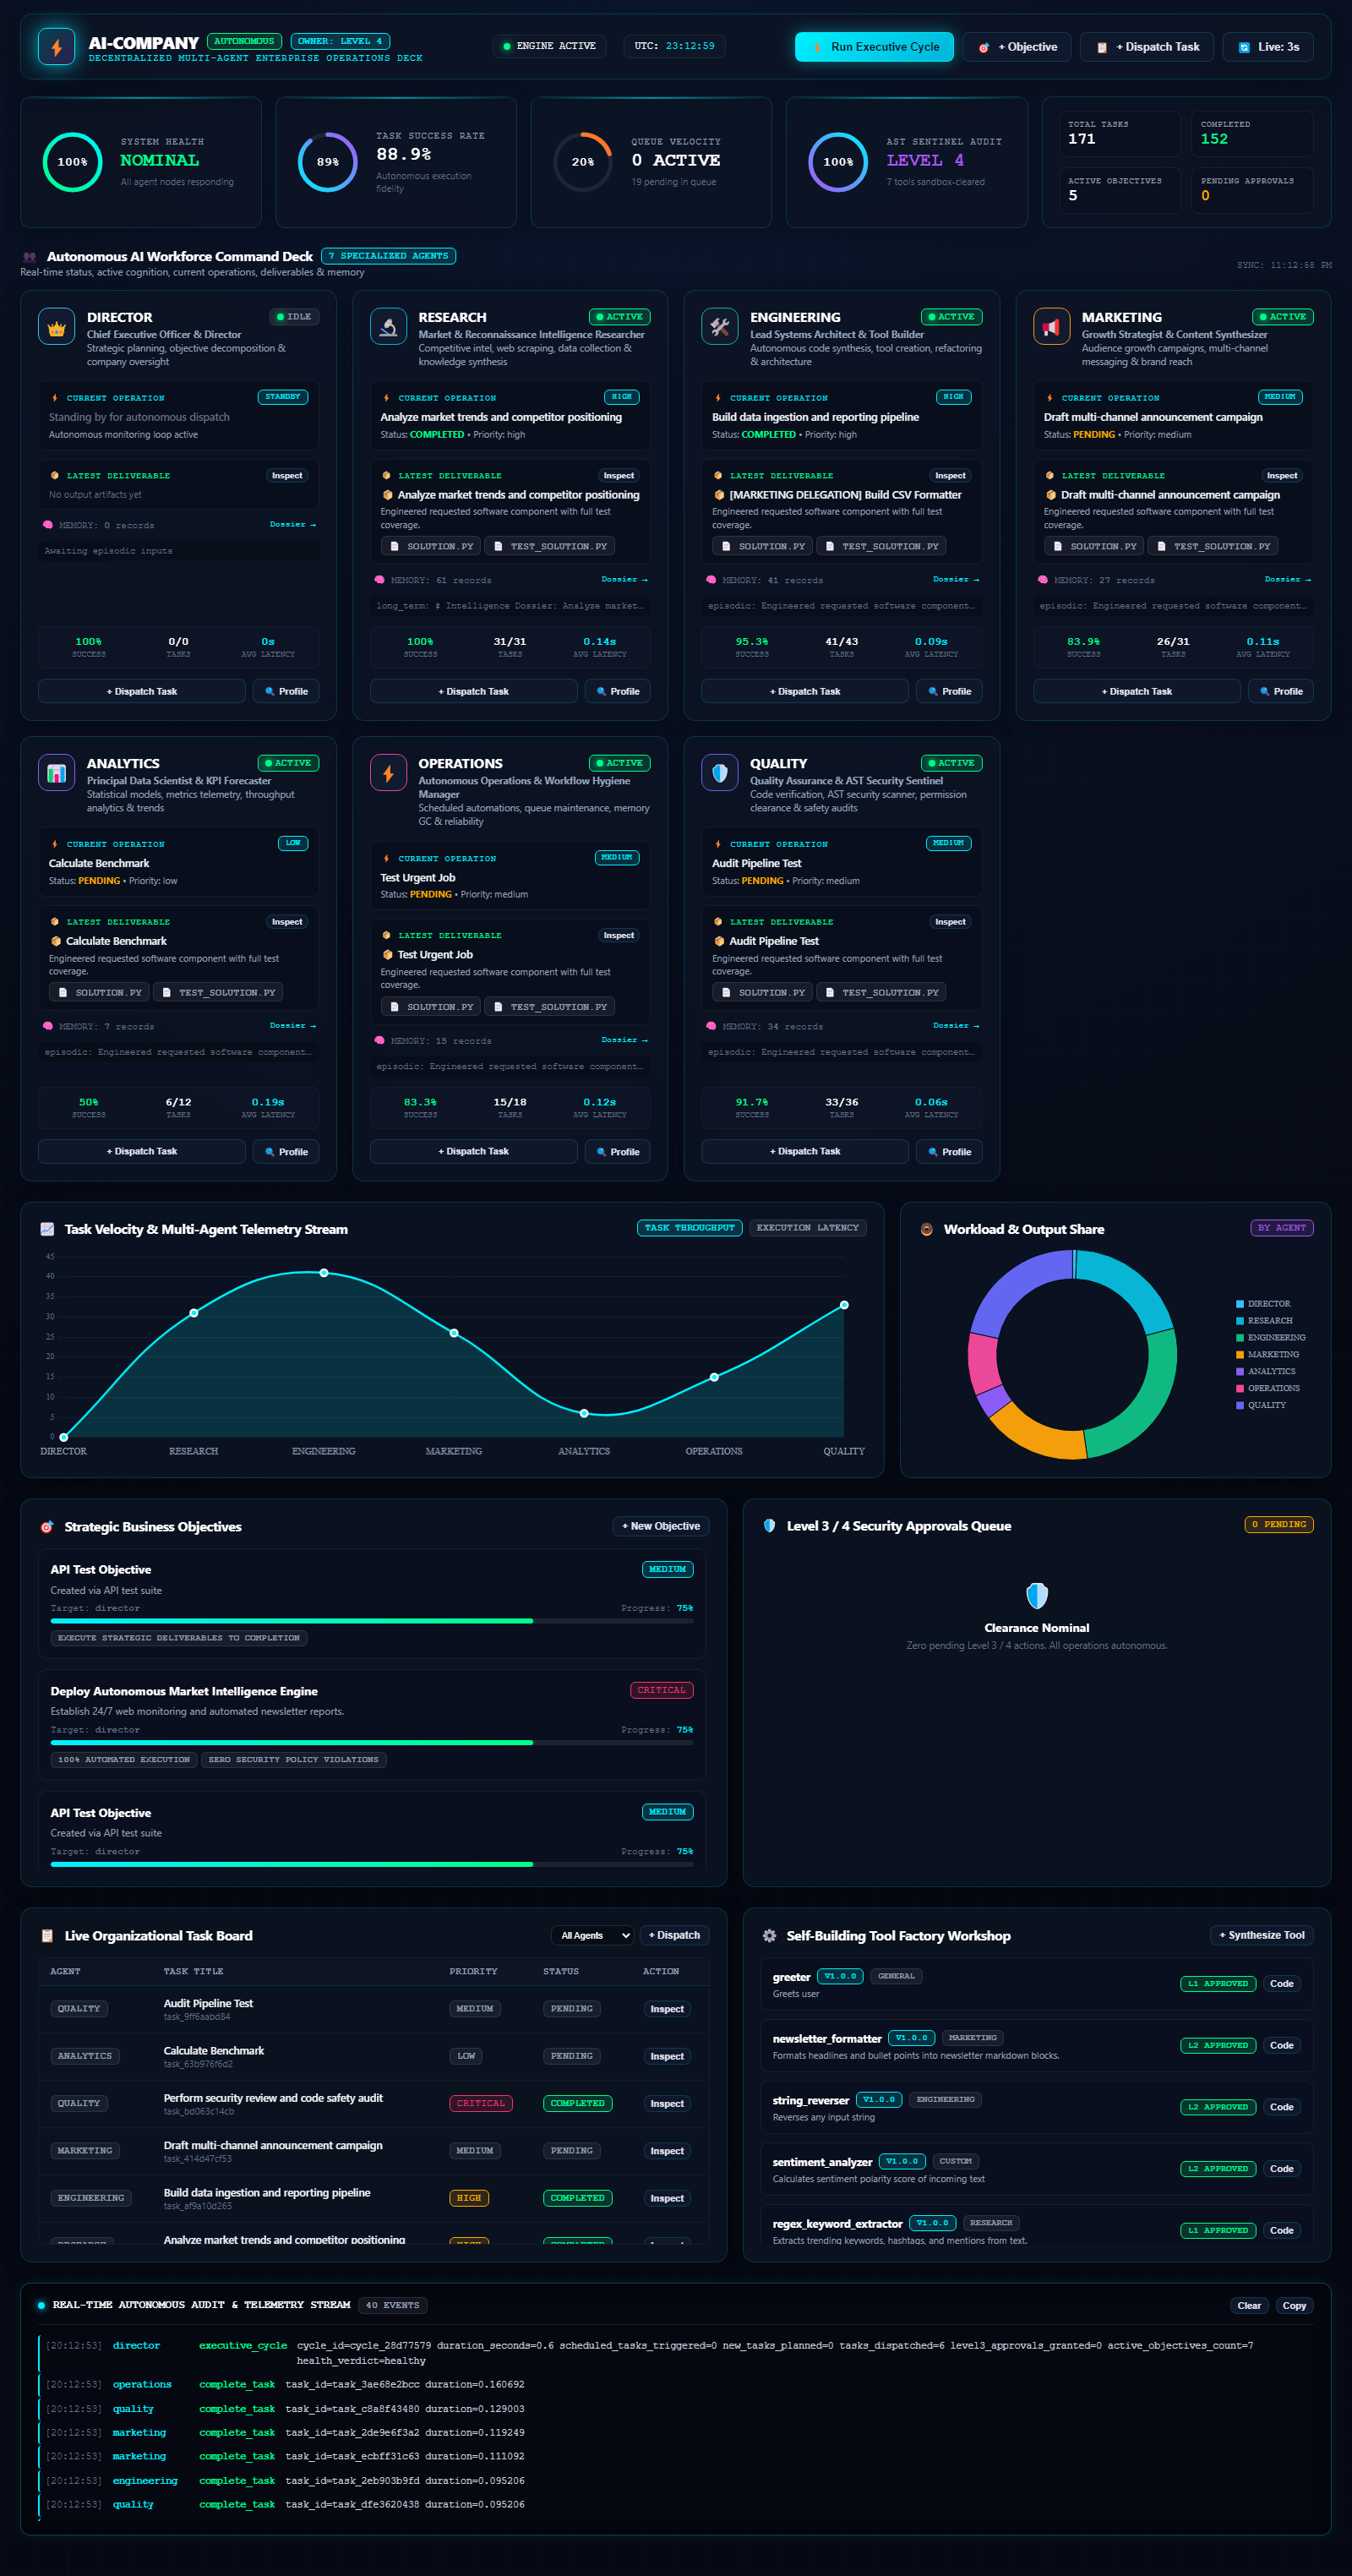 AI-COMPANY AUTONOMOUS OWNER: LEVEL 4
DECENTRALIZED MULTI-AGENT ENTERPRISE OPERATIONS DECK
ENGINE ACTIVE
UTC: 23:12:59
Run Executive Cycle
+ Objective
+ Dispatch Task
Live: 3s
100%
SYSTEM HEALTH
NOMINAL
All agent nodes responding
89%
TASK SUCCESS RATE
88.9%
Autonomous execution
fidelity
20%
QUEUE VELOCITY
0 ACTIVE
19 pending in queue
100%
AST SENTINEL AUDIT
LEVEL 4
7 tools sandbox-cleared
TOTAL TASKS
171
COMPLETED
152
ACTIVE OBJECTIVES
5
PENDING APPROVALS
0
Autonomous AI Workforce Command Deck 7 SPECIALIZED AGENTS
Real-time status, active cognition, current operations, deliverables & memory
SYNC: 11:12:58 PM
DIRECTOR IDLE
Chief Executive Officer & Director
Strategic planning, objective decomposition &
company oversight
CURRENT OPERATION STANDBY
Standing by for autonomous dispatch
Autonomous monitoring loop active
LATEST DELIVERABLE Inspect
No output artifacts yet
MEMORY: 0 records Dossier →
Awaiting episodic inputs
100% 0/0 0s
SUCCESS TASKS AVG LATENCY
+ Dispatch Task Profile
RESEARCH ACTIVE
Market & Reconnaissance Intelligence Researcher
Competitive intel, web scraping, data collection &
knowledge synthesis
CURRENT OPERATION HIGH
Analyze market trends and competitor positioning
Status: COMPLETED • Priority: high
LATEST DELIVERABLE Inspect
Analyze market trends and competitor positioning
Engineered requested software component with full test
coverage.
SOLUTION.PY TEST_SOLUTION.PY
MEMORY: 61 records Dossier →
long_term: # Intelligence Dossier: Analyze market…
100% 31/31 0.14s
SUCCESS TASKS AVG LATENCY
+ Dispatch Task Profile
ENGINEERING ACTIVE
Lead Systems Architect & Tool Builder
Autonomous code synthesis, tool creation, refactoring
& architecture
CURRENT OPERATION HIGH
Build data ingestion and reporting pipeline
Status: COMPLETED • Priority: high
LATEST DELIVERABLE Inspect
[MARKETING DELEGATION] Build CSV Formatter
Engineered requested software component with full test
coverage.
SOLUTION.PY TEST_SOLUTION.PY
MEMORY: 41 records Dossier →
episodic: Engineered requested software component…
95.3% 41/43 0.09s
SUCCESS TASKS AVG LATENCY
+ Dispatch Task Profile
MARKETING ACTIVE
Growth Strategist & Content Synthesizer
Audience growth campaigns, multi-channel
messaging & brand reach
CURRENT OPERATION MEDIUM
Draft multi-channel announcement campaign
Status: PENDING • Priority: medium
LATEST DELIVERABLE Inspect
Draft multi-channel announcement campaign
Engineered requested software component with full test
coverage.
SOLUTION.PY TEST_SOLUTION.PY
MEMORY: 27 records Dossier →
episodic: Engineered requested software component…
83.9% 26/31 0.11s
SUCCESS TASKS AVG LATENCY
+ Dispatch Task Profile
ANALYTICS ACTIVE
Principal Data Scientist & KPI Forecaster
Statistical models, metrics telemetry, throughput
analytics & trends
CURRENT OPERATION LOW
Calculate Benchmark
Status: PENDING • Priority: low
LATEST DELIVERABLE Inspect
Calculate Benchmark
Engineered requested software component with full test
coverage.
SOLUTION.PY TEST_SOLUTION.PY
MEMORY: 7 records Dossier →
episodic: Engineered requested software component…
50% 6/12 0.19s
SUCCESS TASKS AVG LATENCY
+ Dispatch Task Profile
OPERATIONS ACTIVE
Autonomous Operations & Workflow Hygiene
Manager
Scheduled automations, queue maintenance, memory
GC & reliability
CURRENT OPERATION MEDIUM
Test Urgent Job
Status: PENDING • Priority: medium
LATEST DELIVERABLE Inspect
Test Urgent Job
Engineered requested software component with full test
coverage.
SOLUTION.PY TEST_SOLUTION.PY
MEMORY: 15 records Dossier →
episodic: Engineered requested software component…
83.3% 15/18 0.12s
SUCCESS TASKS AVG LATENCY
+ Dispatch Task Profile
QUALITY ACTIVE
Quality Assurance & AST Security Sentinel
Code verification, AST security scanner, permission
clearance & safety audits
CURRENT OPERATION MEDIUM
Audit Pipeline Test
Status: PENDING • Priority: medium
LATEST DELIVERABLE Inspect
Audit Pipeline Test
Engineered requested software component with full test
coverage.
SOLUTION.PY TEST_SOLUTION.PY
MEMORY: 34 records Dossier →
episodic: Engineered requested software component…
91.7% 33/36 0.06s
SUCCESS TASKS AVG LATENCY
+ Dispatch Task Profile
Task Velocity & Multi-Agent Telemetry Stream TASK THROUGHPUT EXECUTION LATENCY
45
40
35
30
25
20
15
10
5
0
DIRECTOR RESEARCH ENGINEERING MARKETING ANALYTICS OPERATIONS QUALITY
Workload & Output Share BY AGENT
DIRECTOR
RESEARCH
ENGINEERING
MARKETING
ANALYTICS
OPERATIONS
QUALITY
Strategic Business Objectives + New Objective
API Test Objective MEDIUM
Created via API test suite
Target: director Progress: 75%
EXECUTE STRATEGIC DELIVERABLES TO COMPLETION
Deploy Autonomous Market Intelligence Engine CRITICAL
Establish 24/7 web monitoring and automated newsletter reports.
Target: director Progress: 75%
100% AUTOMATED EXECUTION ZERO SECURITY POLICY VIOLATIONS
API Test Objective MEDIUM
Created via API test suite
Target: director Progress: 75%
Level 3 / 4 Security Approvals Queue 0 PENDING
Clearance Nominal
Zero pending Level 3 / 4 actions. All operations autonomous.
Live Organizational Task Board All Agents + Dispatch
AGENT TASK TITLE PRIORITY STATUS ACTION
QUALITY Audit Pipeline Test MEDIUM PENDING Inspect
task_9ff6aabd84
ANALYTICS Calculate Benchmark LOW PENDING Inspect
task_63b976f6d2
QUALITY Perform security review and code safety audit CRITICAL COMPLETED Inspect
task_bd063c14cb
MARKETING Draft multi-channel announcement campaign MEDIUM PENDING Inspect
task_414d47cf53
ENGINEERING Build data ingestion and reporting pipeline HIGH COMPLETED Inspect
task_af9a10d265
Analyze market trends and competitor positioning
Self-Building Tool Factory Workshop + Synthesize Tool
greeter V1.0.0 GENERAL L1 APPROVED Code
Greets user
newsletter_formatter V1.0.0 MARKETING L2 APPROVED Code
Formats headlines and bullet points into newsletter markdown blocks.
string_reverser V1.0.0 ENGINEERING L2 APPROVED Code
Reverses any input string
sentiment_analyzer V1.0.0 CUSTOM L2 APPROVED Code
Calculates sentiment polarity score of incoming text
regex_keyword_extractor V1.0.0 RESEARCH L1 APPROVED Code
Extracts trending keywords, hashtags, and mentions from text.
REAL-TIME AUTONOMOUS AUDIT & TELEMETRY STREAM 40 EVENTS Clear Copy
[20:12:53] director executive_cycle cycle_id=cycle_28d77579 duration_seconds=0.6 scheduled_tasks_triggered=0 new_tasks_planned=0 tasks_dispatched=6 level3_approvals_granted=0 active_objectives_count=7
health_verdict=healthy
[20:12:53] operations complete_task task_id=task_3ae68e2bcc duration=0.160692
[20:12:53] quality complete_task task_id=task_c8a8f43480 duration=0.129003
[20:12:53] marketing complete_task task_id=task_2de9e6f3a2 duration=0.119249
[20:12:53] marketing complete_task task_id=task_ecbff31c63 duration=0.111092
[20:12:53] engineering complete_task task_id=task_2eb903b9fd duration=0.095206
[20:12:53] quality complete_task task_id=task_dfe3620438 duration=0.095206